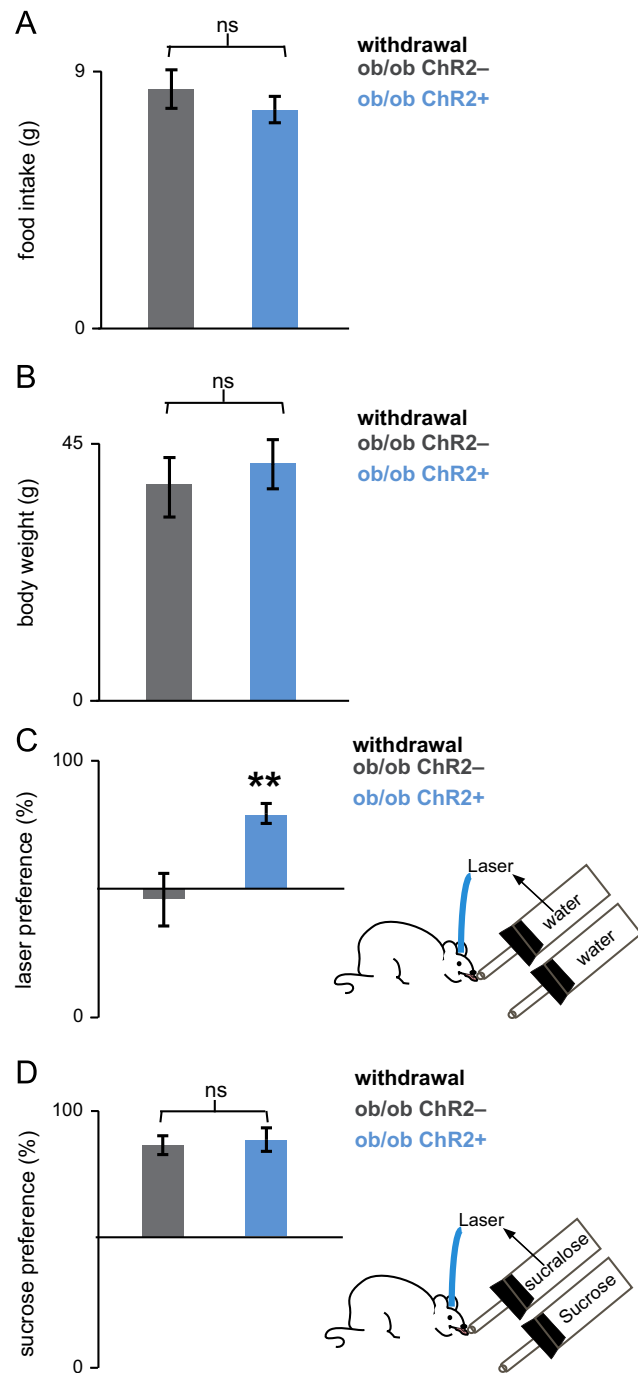 A
ns
withdrawal
ob/ob ChR2–
ob/ob ChR2+
9
food intake (g)
0
B
ns
withdrawal
ob/ob ChR2–
ob/ob ChR2+
45
body weight (g)
0
C
withdrawal
ob/ob ChR2–
ob/ob ChR2+
100
**
laser preference (%)
Laser
water
water
0
D
withdrawal
ns
ob/ob ChR2–
ob/ob ChR2+
100
sucrose preference (%)
Laser
sucralose
Sucrose
0